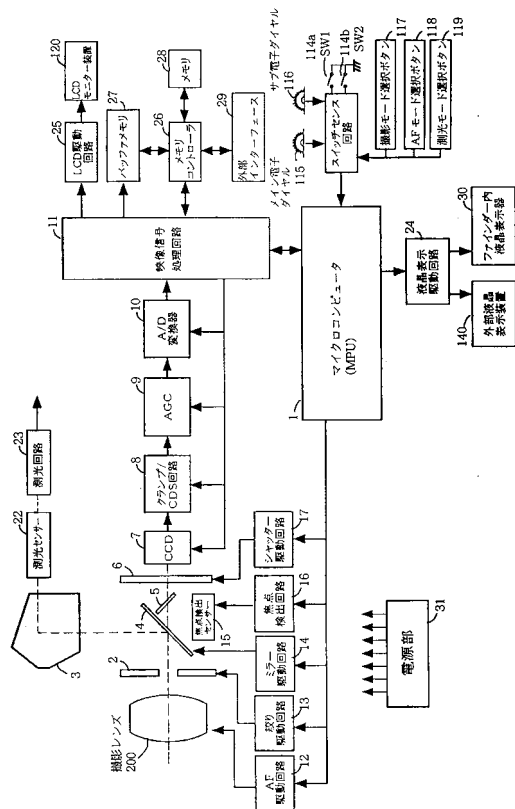 120
LCD
モニター装置
25
LCD駆動
回路
27
バッファメモリ
28
メモリ
26
メモリ
コントローラ
29
外部
インターフェース
11
映像信号
処理回路
10
A/D
変換器
9
AGC
8
クランプ/
CDS回路
7
CCD
23
測光回路
22
測光センサー
3
6
5
4
2
撮影レンズ
200
焦点検出
センサー
15
サブ電子ダイヤル
116
メイン電子
ダイヤル
115
114a
SW1
114b
SW2
スイッチセンス
回路
117
撮影モード選択ボタン
118
AFモード選択ボタン
119
測光モード選択ボタン
1
マイクロコンピュータ
(MPU)
24
液晶表示
駆動回路
30
ファインダー内
液晶表示器
140
外部液晶
表示装置
17
シャッター
駆動回路
16
焦点
検出回路
14
ミラー
駆動回路
13
絞り
駆動回路
12
AF
駆動回路
31
電源部